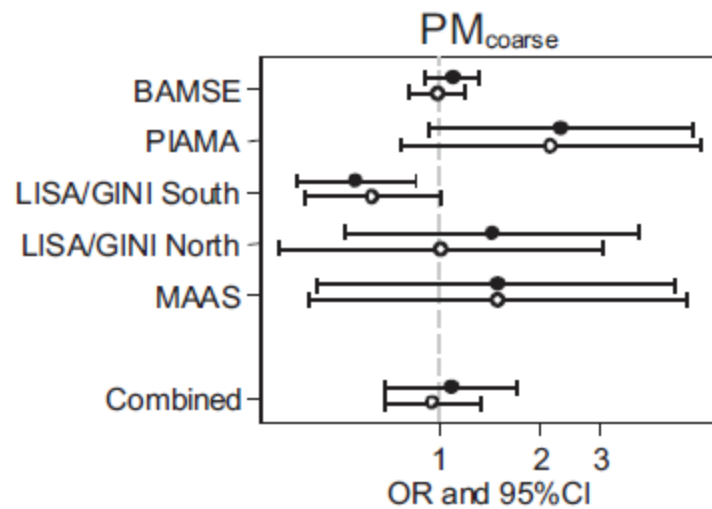 PMcoarse
BAMSE
PIAMA
LISA/GINI South
LISA/GINI North
MAAS
Combined
1 2 3
OR and 95%CI